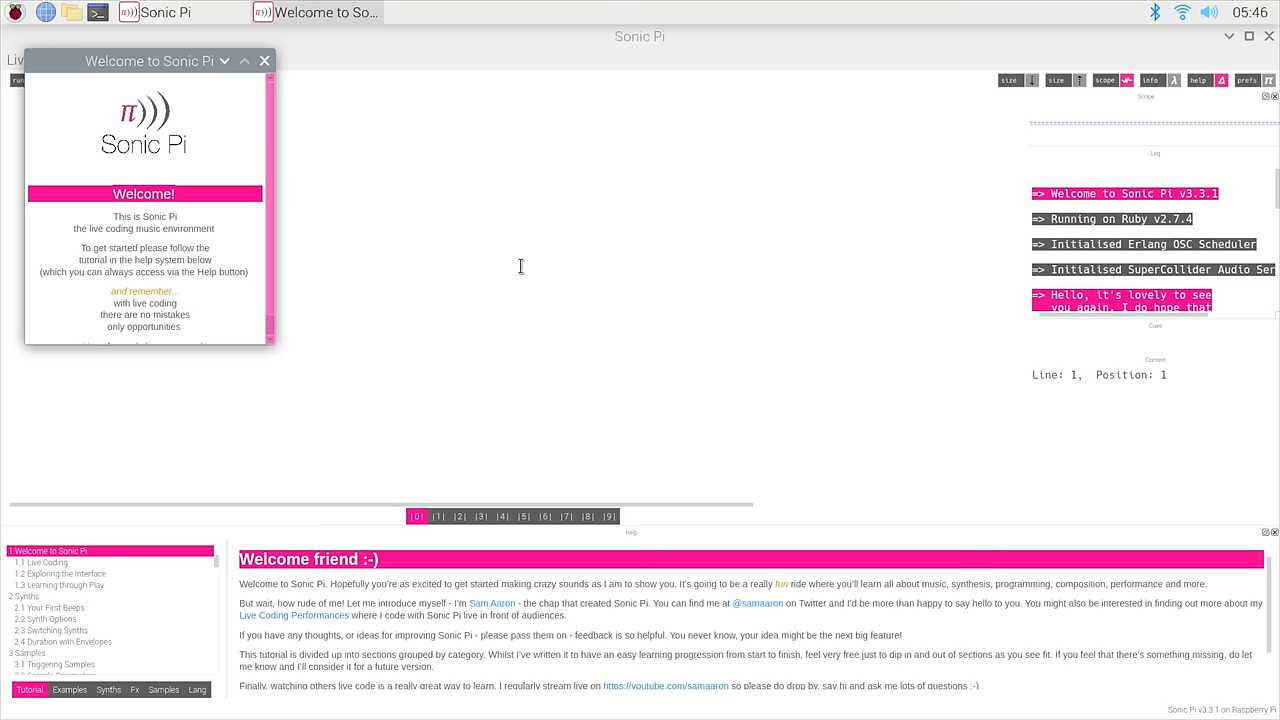 Sonic Pi
Welcome to So...
05:46
Sonic Pi
Liv
Welcome to Sonic Pi
run
size
size
scope
info
help
prefs
π)))
Sonic Pi
Welcome!
This is Sonic Pi
the live coding music environment
To get started please follow the
tutorial in the help system below
(which you can always access via the Help button)
and remember...
with live coding
there are no mistakes
only opportunities
Scope
Log
=> Welcome to Sonic Pi v3.3.1
=> Running on Ruby v2.7.4
=> Initialised Erlang OSC Scheduler
=> Initialised SuperCollider Audio Ser
=> Hello, it's lovely to see
you again. I do hope that
Cues
Context
Line: 1, Position: 1
|0| |1| |2| |3| |4| |5| |6| |7| |8| |9|
Help
1 Welcome to Sonic Pi
1.1 Live Coding
1.2 Exploring the Interface
1.3 Learning through Play
2 Synths
2.1 Your First Beeps
2.2 Synth Options
2.3 Switching Synths
2.4 Duration with Envelopes
3 Samples
3.1 Triggering Samples
Tutorial Examples Synths Fx Samples Lang
Welcome friend :-)
Welcome to Sonic Pi. Hopefully you're as excited to get started making crazy sounds as I am to show you. It's going to be a really fun ride where you'll learn all about music, synthesis, programming, composition, performance and more.
But wait, how rude of me! Let me introduce myself - I'm Sam Aaron - the chap that created Sonic Pi. You can find me at @samaaron on Twitter and I'd be more than happy to say hello to you. You might also be interested in finding out more about my
Live Coding Performances where I code with Sonic Pi live in front of audiences.
If you have any thoughts, or ideas for improving Sonic Pi - please pass them on - feedback is so helpful. You never know, your idea might be the next big feature!
This tutorial is divided up into sections grouped by category. Whilst I've written it to have an easy learning progression from start to finish, feel very free just to dip in and out of sections as you see fit. If you feel that there's something missing, do let
me know and I'll consider it for a future version.
Finally, watching others live code is a really great way to learn. I regularly stream live on https://youtube.com/samaaron so please do drop by, say hi and ask me lots of questions :-)
Sonic Pi v3.3.1 on Raspberry Pi